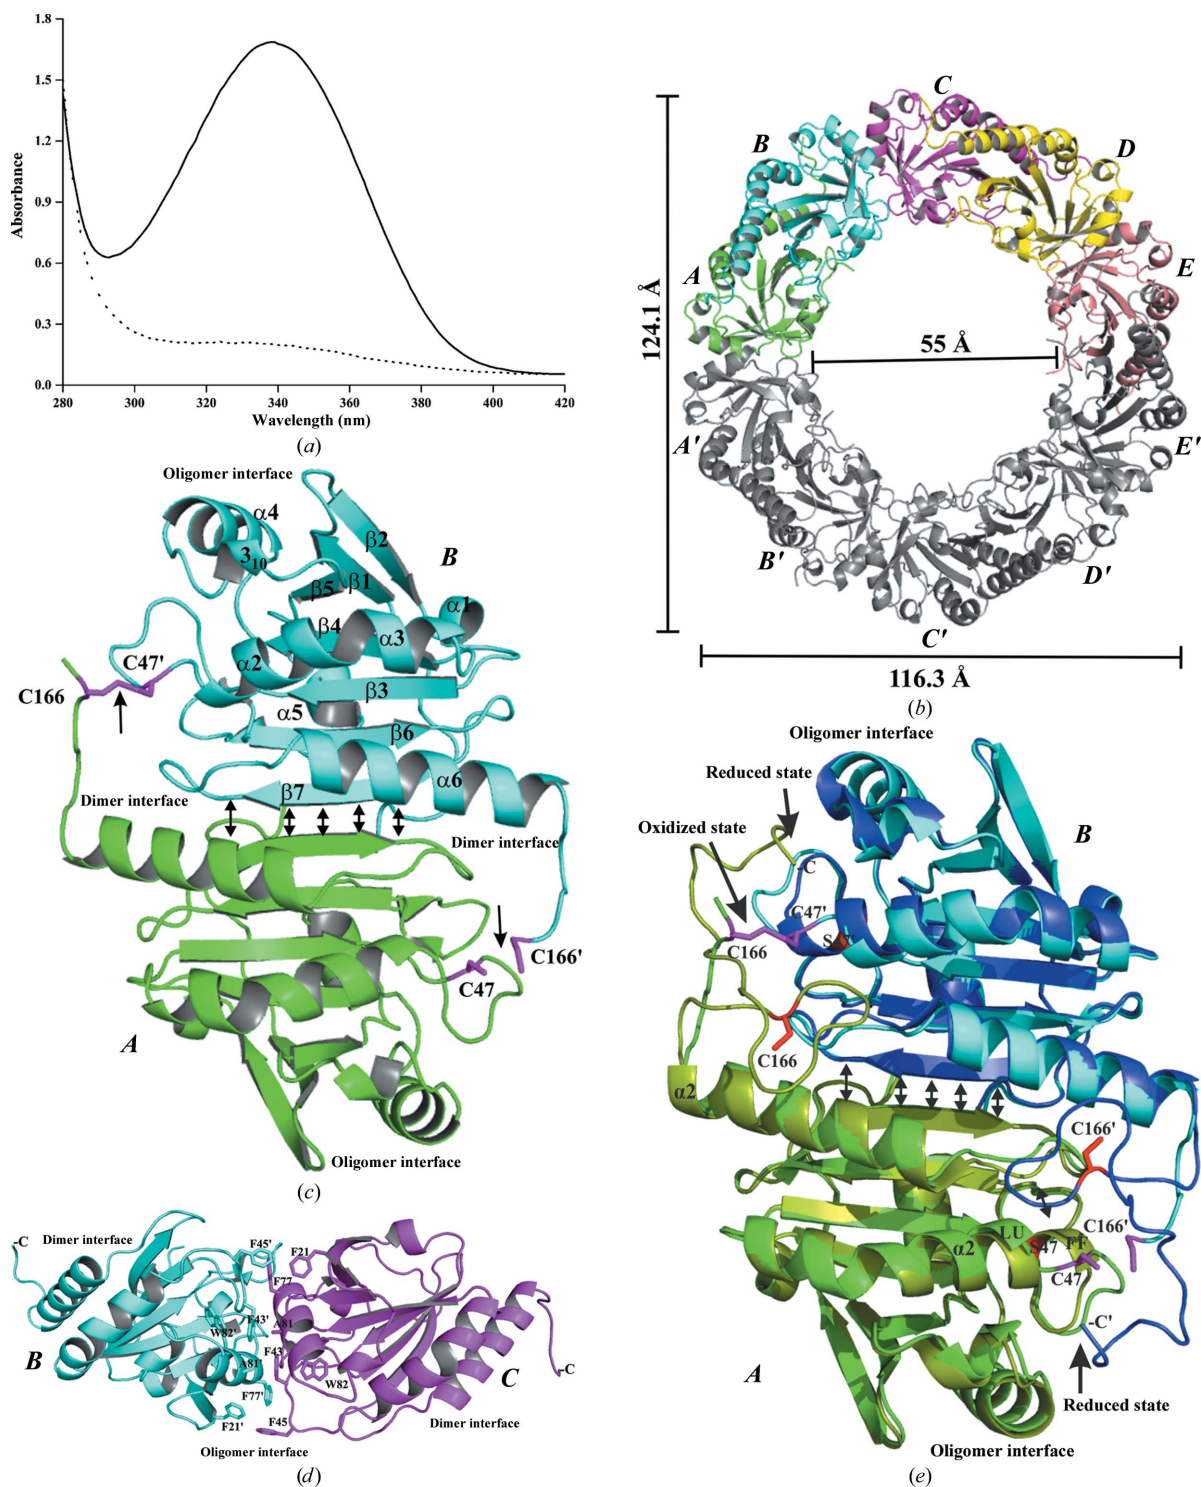 1.8
1.5
1.2
0.9
0.6
0.3
0.0
Absorbance
280
300
320
340
360
380
400
420
Wavelength (nm)
(a)
C
B
D
A
E
124.1 Å
55 Å
A'
E'
B'
D'
C'
116.3 Å
(b)
Oligomer interface
α4
3₁₀
β2
B
β5
β1
α1
β4
α3
C47'
α2
C166
β3
α5
β6
α6
β7
Dimer interface
Dimer interface
C166'
C47
A
Oligomer interface
(c)
-C
Dimer interface
F45'
F21
F77
W82'
F43'
A81
B
A81'
F43
W82
C
-C
F77'
F21'
F45
Dimer interface
Oligomer interface
(d)
Oligomer interface
Reduced state
Oxidized state
B
-C
C47'
C166
C166
α2
C166'
LU
S47
FF
C166'
α2
C47
-C'
A
Reduced state
Oligomer interface
(e)